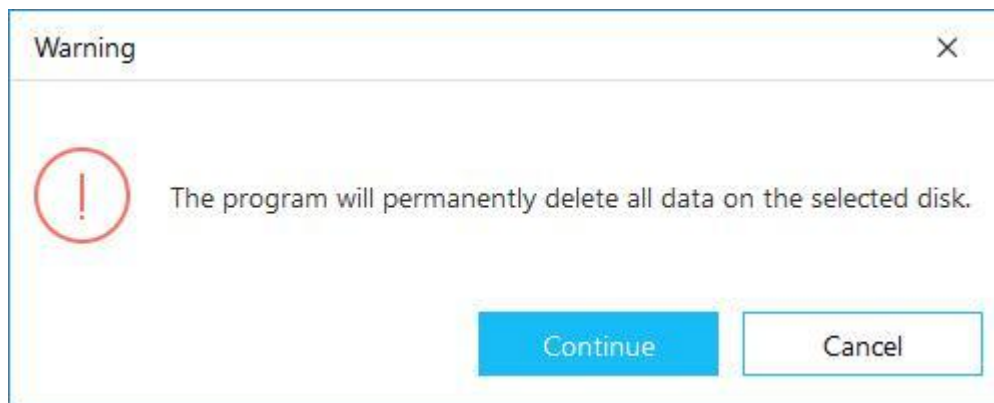 Warning
The program will permanently delete all data on the selected disk.
Continue
Cancel